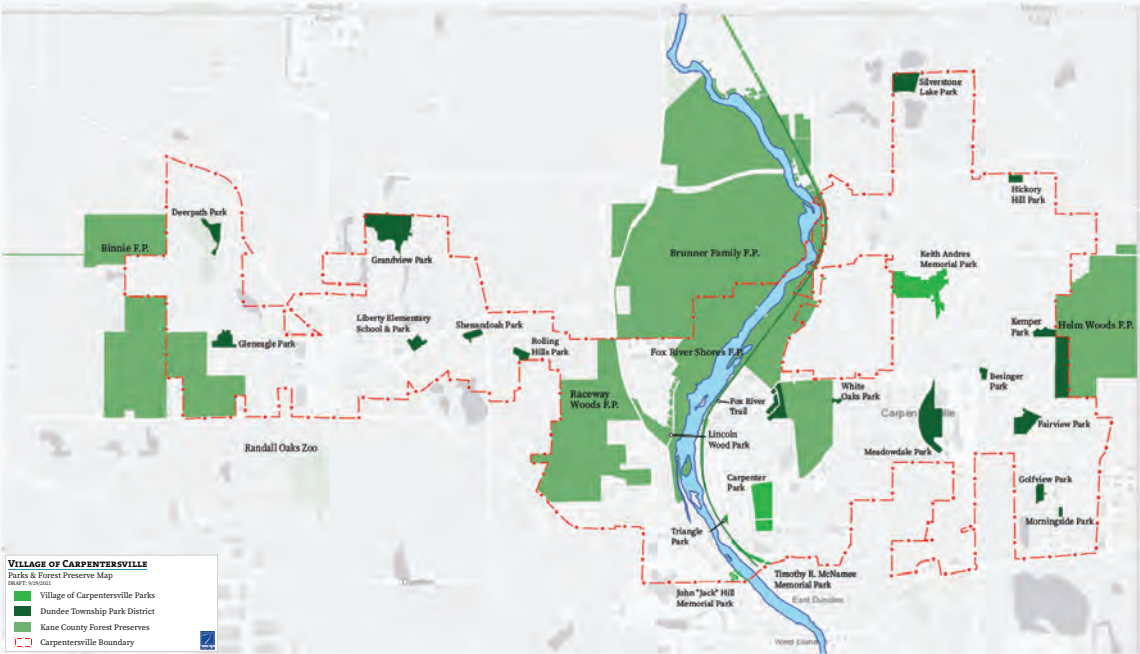 Silverstone
Lake Park
Hickory
Hill Park
Deerpath Park
Binnie F.P.
Grandview Park
Brunner Family F.P.
Keith Andres
Memorial Park
Liberty Elementary
School & Park
Shenandoah Park
Gleneagle Park
Rolling
Hills Park
Fox River Shores F.P.
Kemper
Park
Helm Woods F.P.
Raceway
Woods F.P.
Fox River
Trail
White
Oaks Park
Besinger
Park
Lincoln
Wood Park
Meadowdale Park
Fairview Park
Randall Oaks Zoo
Carpenter
Park
Golfview Park
Morningside Park
Triangle
Park
Timothy R. McNamee
Memorial Park
John "Jack" Hill
Memorial Park
East Dundee
VILLAGE OF CARPENTERSVILLE
Parks & Forest Preserve Map
DRAFT: 9/29/2021
Village of Carpentersville Parks
Dundee Township Park District
Kane County Forest Preserves
Carpentersville Boundary